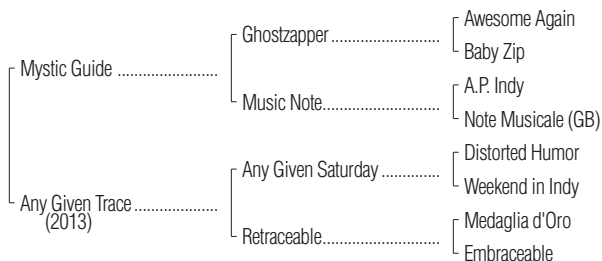 Awesome Again
Ghostzapper..............................
Baby Zip
Mystic Guide ............................
A.P. Indy
Music Note.................................
Note Musicale (GB)
Distorted Humor
Any Given Saturday ................
Weekend in Indy
Any Given Trace .......................
(2013)
Medaglia d'Oro
Retraceable.................................
Embraceable